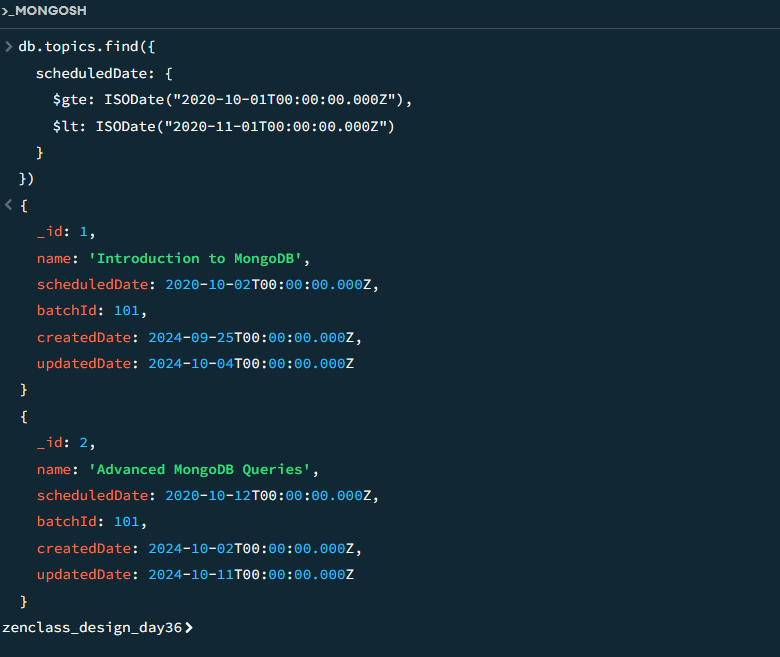 >_MONGOSH
> db.topics.find({
scheduledDate: {
$gte: ISODate("2020-10-01T00:00:00.000Z"),
$lt: ISODate("2020-11-01T00:00:00.000Z")
}
})
< {
_id: 1,
name: 'Introduction to MongoDB',
scheduledDate: 2020-10-02T00:00:00.000Z,
batchId: 101,
createdDate: 2024-09-25T00:00:00.000Z,
updatedDate: 2024-10-04T00:00:00.000Z
}
{
_id: 2,
name: 'Advanced MongoDB Queries',
scheduledDate: 2020-10-12T00:00:00.000Z,
batchId: 101,
createdDate: 2024-10-02T00:00:00.000Z,
updatedDate: 2024-10-11T00:00:00.000Z
}
zenclass_design_day36>